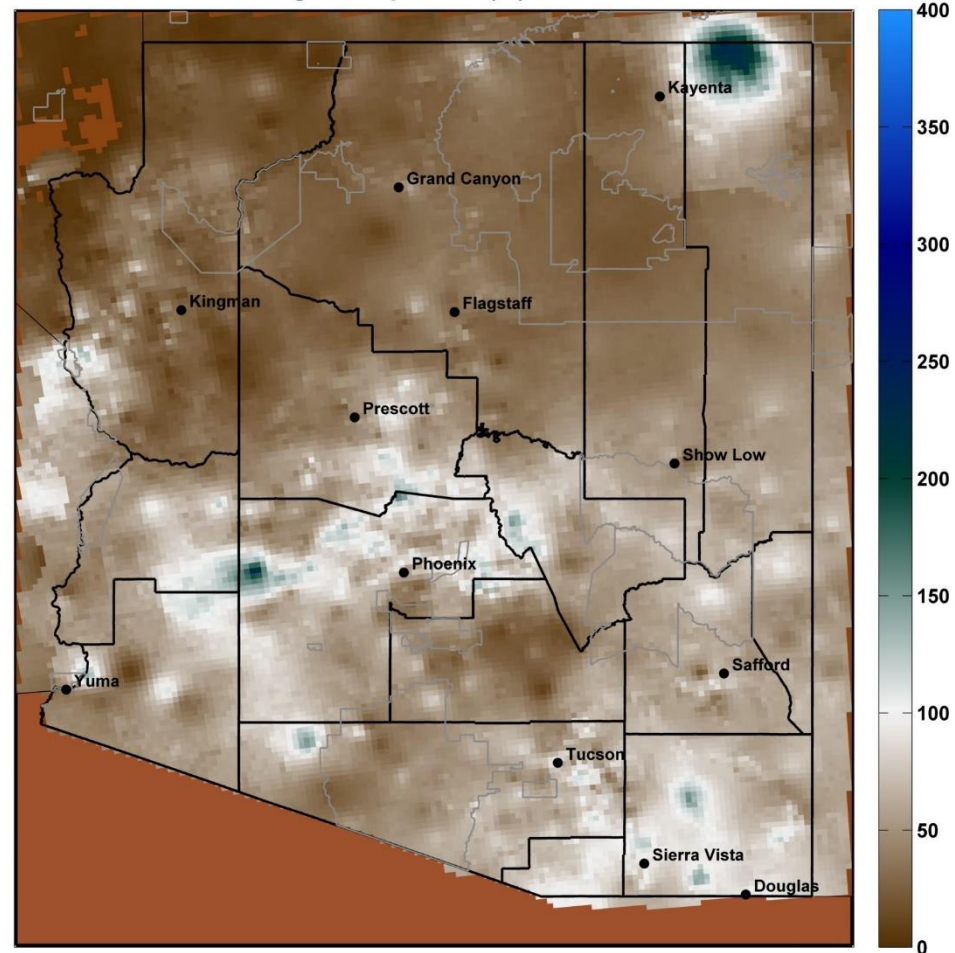 400
Kayenta
350
Grand Canyon
300
Kingman
Flagstaff
250
Prescott
Show Low
200
Phoenix
150
Safford
Yuma
100
Tucson
50
Sierra Vista
Douglas
0